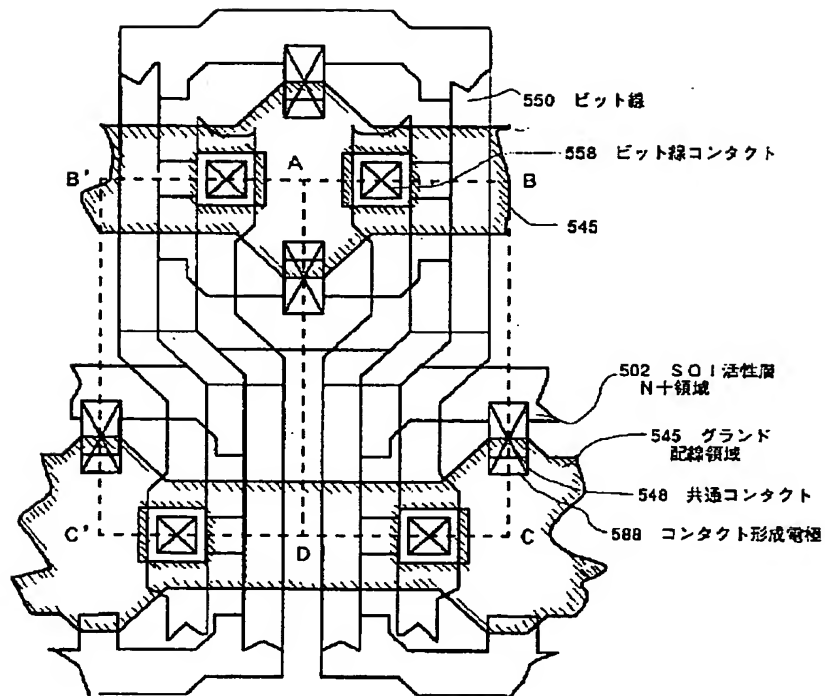 550 ビット線
558 ビット線コンタクト
A
B'
B
545
502 SOI活性層
N+領域
545 グランド
配線領域
548 共通コンタクト
588 コンタクト形成電極
C'
D
C